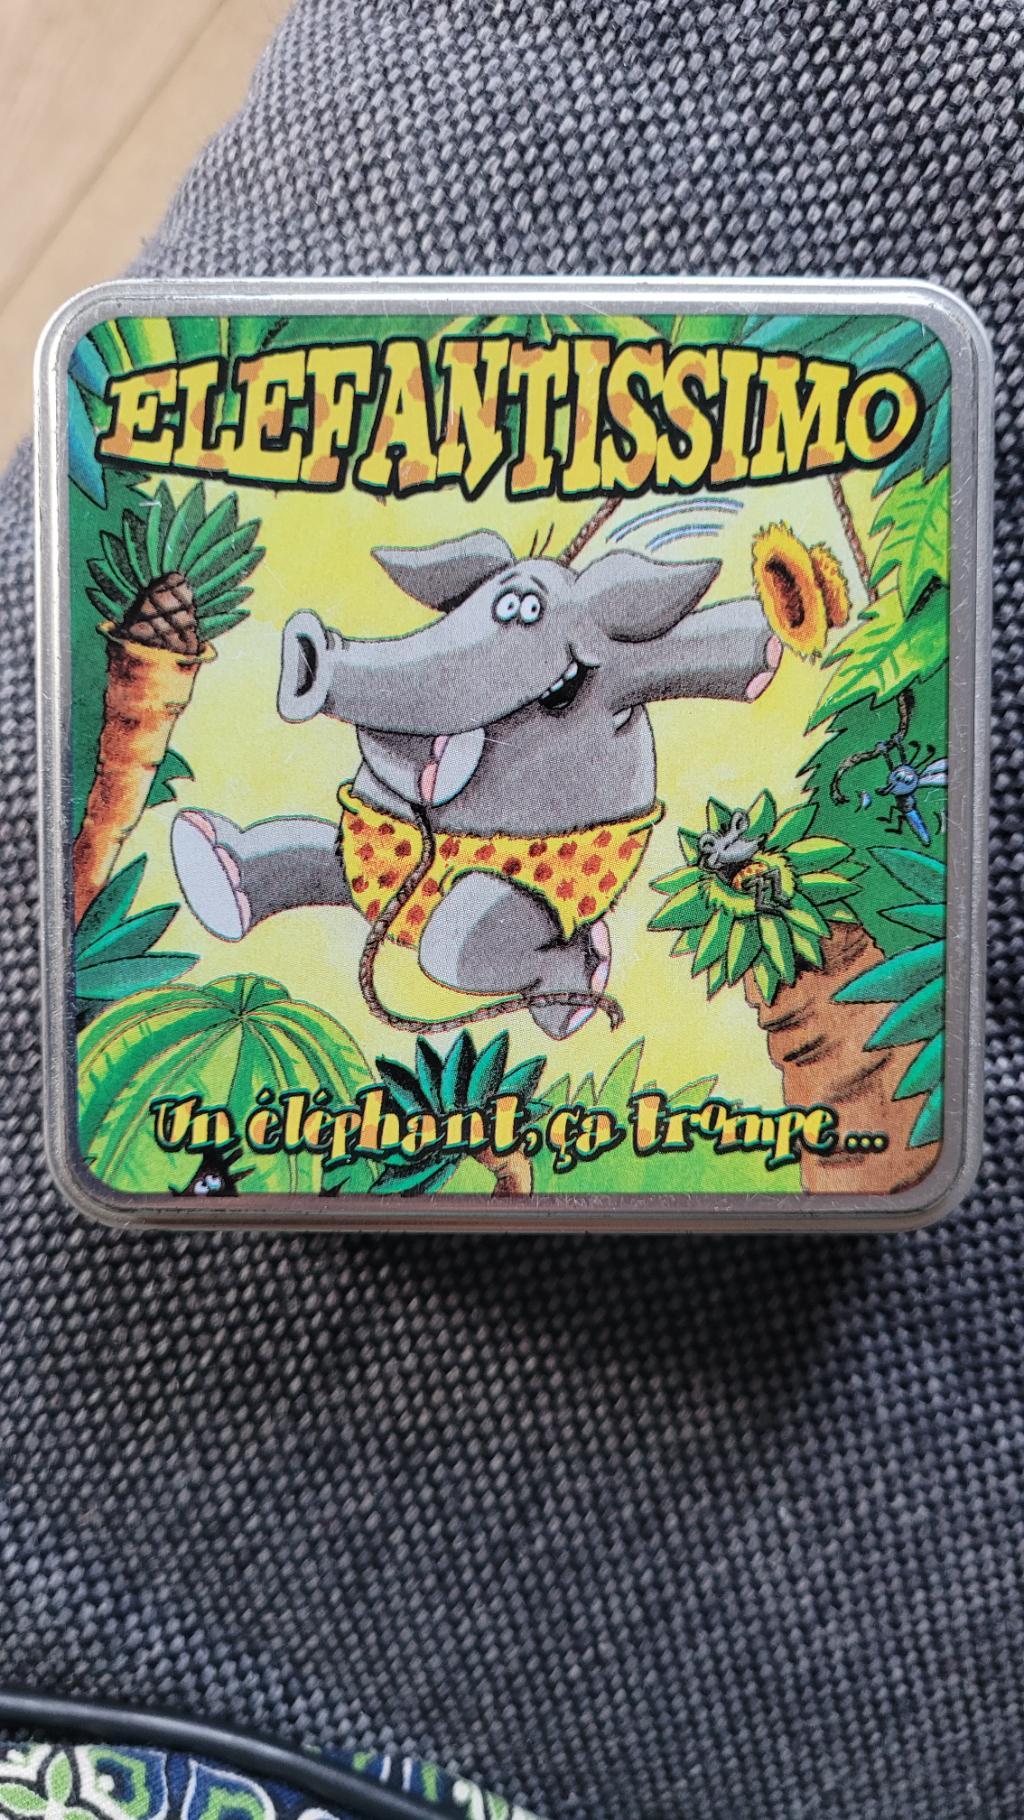 ELEFANTISSIMO
Un éléphant, ça trompe...